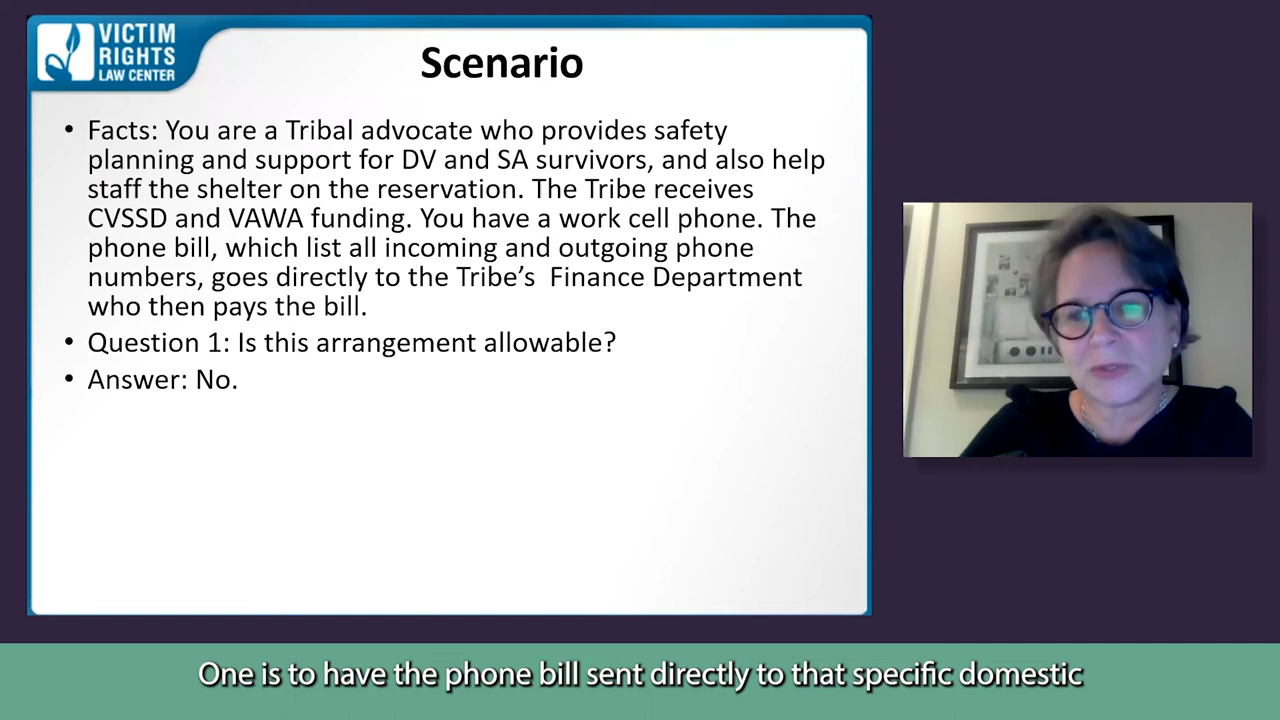 VICTIM
RIGHTS
LAW CENTER
Scenario
• Facts: You are a Tribal advocate who provides safety
planning and support for DV and SA survivors, and also help
staff the shelter on the reservation. The Tribe receives
CVSSD and VAWA funding. You have a work cell phone. The
phone bill, which list all incoming and outgoing phone
numbers, goes directly to the Tribe’s  Finance Department
who then pays the bill.
• Question 1: Is this arrangement allowable?
• Answer: No.
One is to have the phone bill sent directly to that specific domestic